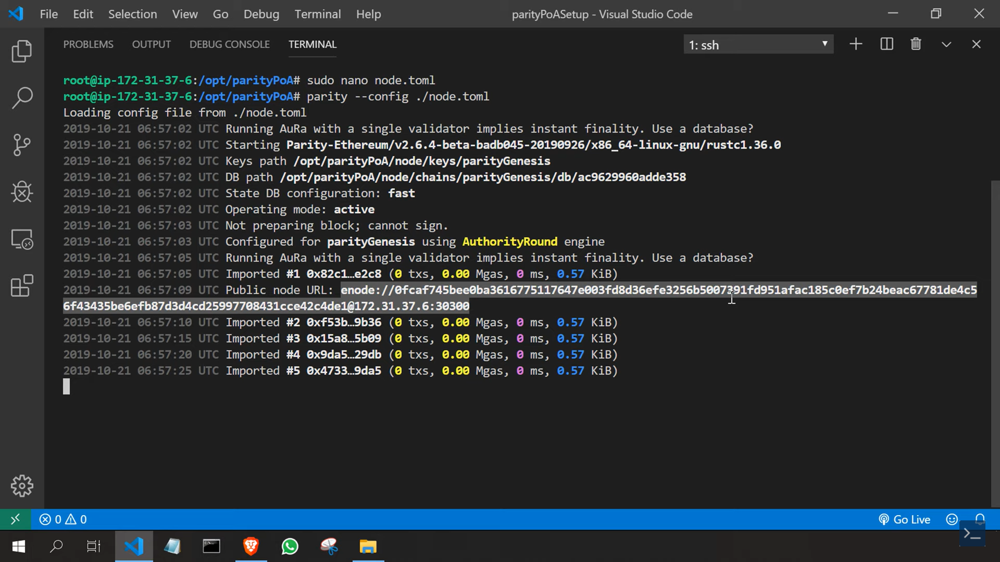 File Edit Selection View Go Debug Terminal Help parityPoASetup - Visual Studio Code
PROBLEMS OUTPUT DEBUG CONSOLE TERMINAL 1: ssh
root@ip-172-31-37-6:/opt/parityPoA# sudo nano node.toml
root@ip-172-31-37-6:/opt/parityPoA# parity --config ./node.toml
Loading config file from ./node.toml
2019-10-21 06:57:02 UTC Running AuRa with a single validator implies instant finality. Use a database?
2019-10-21 06:57:02 UTC Starting Parity-Ethereum/v2.6.4-beta-badb045-20190926/x86_64-linux-gnu/rustc1.36.0
2019-10-21 06:57:02 UTC Keys path /opt/parityPoA/node/keys/parityGenesis
2019-10-21 06:57:02 UTC DB path /opt/parityPoA/node/chains/parityGenesis/db/ac9629960adde358
2019-10-21 06:57:02 UTC State DB configuration: fast
2019-10-21 06:57:02 UTC Operating mode: active
2019-10-21 06:57:03 UTC Not preparing block; cannot sign.
2019-10-21 06:57:03 UTC Configured for parityGenesis using AuthorityRound engine
2019-10-21 06:57:05 UTC Running AuRa with a single validator implies instant finality. Use a database?
2019-10-21 06:57:05 UTC Imported #1 0x82c1…e2c8 (0 txs, 0.00 Mgas, 0 ms, 0.57 KiB)
2019-10-21 06:57:09 UTC Public node URL: enode://0fcaf745bee0ba3616775117647e003fd8d36efe3256b5007391fd951afac185c0ef7b24beac67781de4c5
6f43435be6efb87d3d4cd25997708431cce42c4de1@172.31.37.6:30300
2019-10-21 06:57:10 UTC Imported #2 0xf53b…9b36 (0 txs, 0.00 Mgas, 0 ms, 0.57 KiB)
2019-10-21 06:57:15 UTC Imported #3 0x15a8…5b09 (0 txs, 0.00 Mgas, 0 ms, 0.57 KiB)
2019-10-21 06:57:20 UTC Imported #4 0x9da5…29db (0 txs, 0.00 Mgas, 0 ms, 0.57 KiB)
2019-10-21 06:57:25 UTC Imported #5 0x4733…9da5 (0 txs, 0.00 Mgas, 0 ms, 0.57 KiB)
0 0 Go Live